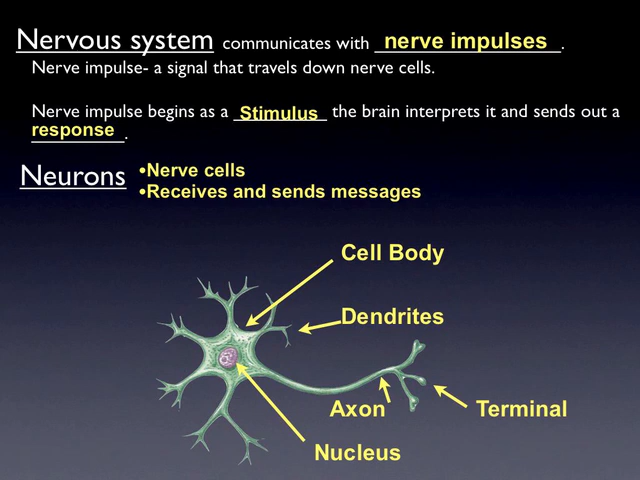 Nervous system communicates with nerve impulses.
Nerve impulse- a signal that travels down nerve cells.
Nerve impulse begins as a Stimulus the brain interprets it and sends out a
response.
Neurons
•Nerve cells
•Receives and sends messages
Cell Body
Dendrites
Axon
Terminal
Nucleus